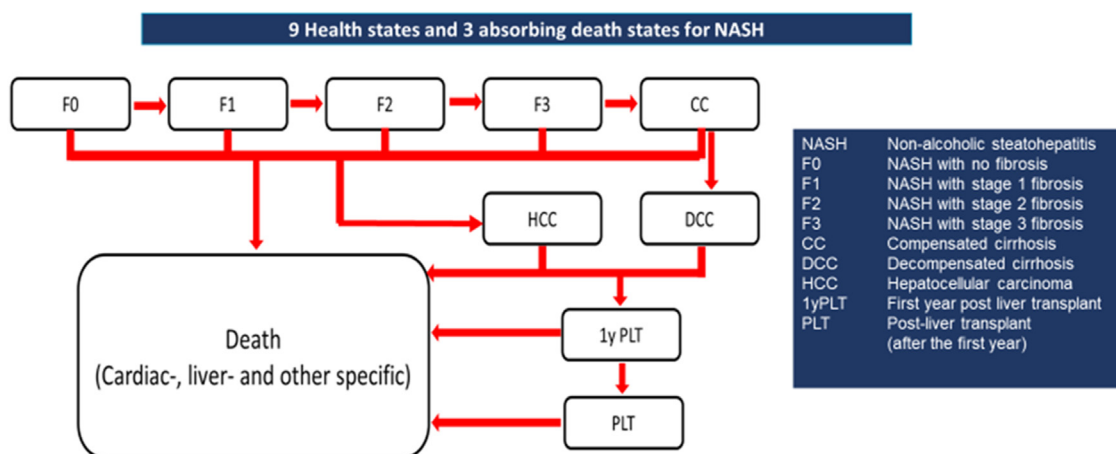 9 Health states and 3 absorbing death states for NASH
F0
F1
F2
F3
CC
HCC
DCC
Death
(Cardiac-, liver- and other specific)
1y PLT
PLT
NASH Non-alcoholic steatohepatitis
F0 NASH with no fibrosis
F1 NASH with stage 1 fibrosis
F2 NASH with stage 2 fibrosis
F3 NASH with stage 3 fibrosis
CC Compensated cirrhosis
DCC Decompensated cirrhosis
HCC Hepatocellular carcinoma
1yPLT First year post liver transplant
PLT Post-liver transplant
(after the first year)